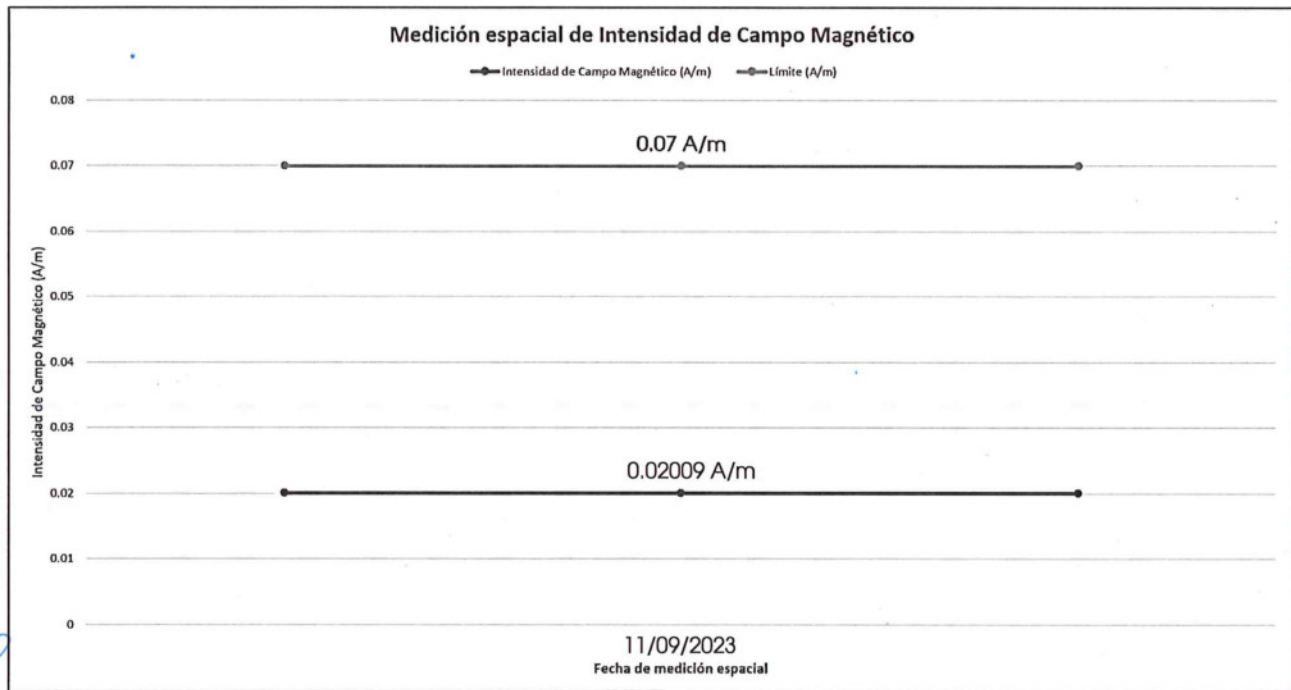 Medición espacial de Intensidad de Campo Magnético
Intensidad de Campo Magnético (A/m) Límite (A/m)
Intensidad de Campo Magnético (A/m)
0.08
0.07 A/m
0.07
0.06
0.05
0.04
0.03
0.02009 A/m
0.02
0.01
0
11/09/2023
Fecha de medición espacial